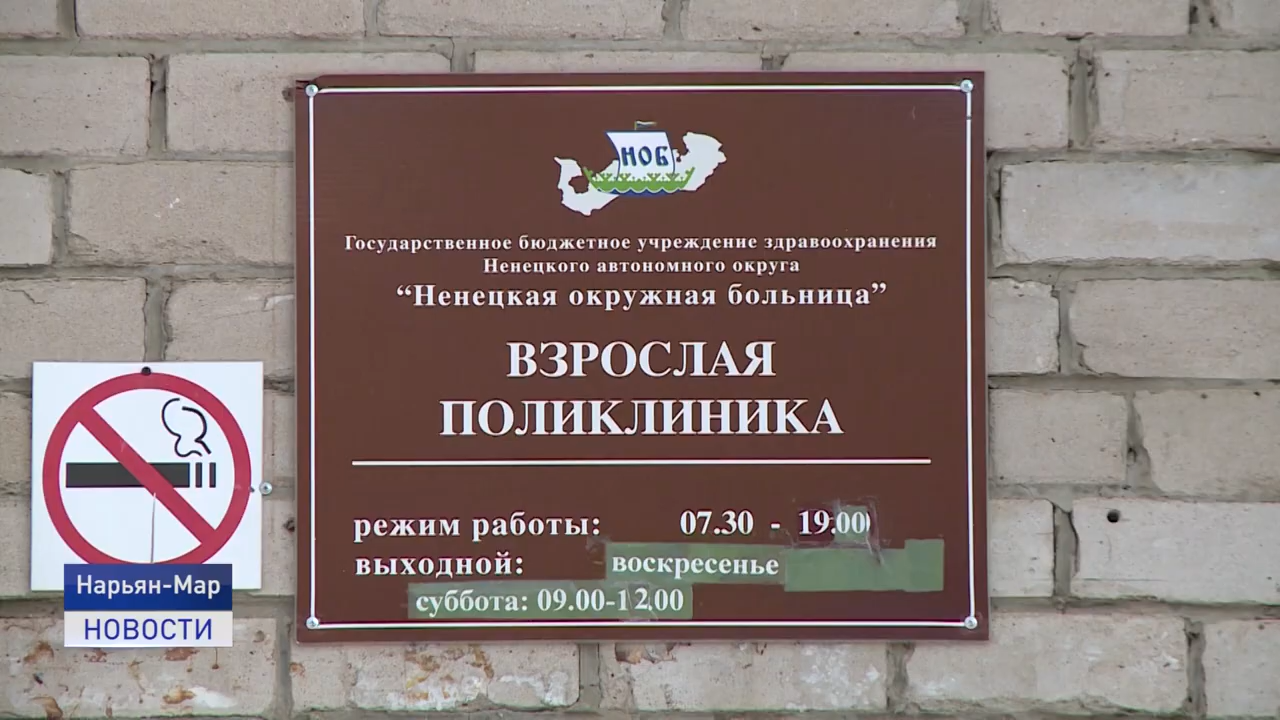 НОБ
Государственное бюджетное учреждение здравоохранения
Ненецкого автономного округа
“Ненецкая окружная больница”
ВЗРОСЛАЯ
ПОЛИКЛИНИКА
режим работы: 07.30 - 19.00
выходной: воскресенье
суббота: 09.00-12.00
Нарьян-Мар
НОВОСТИ